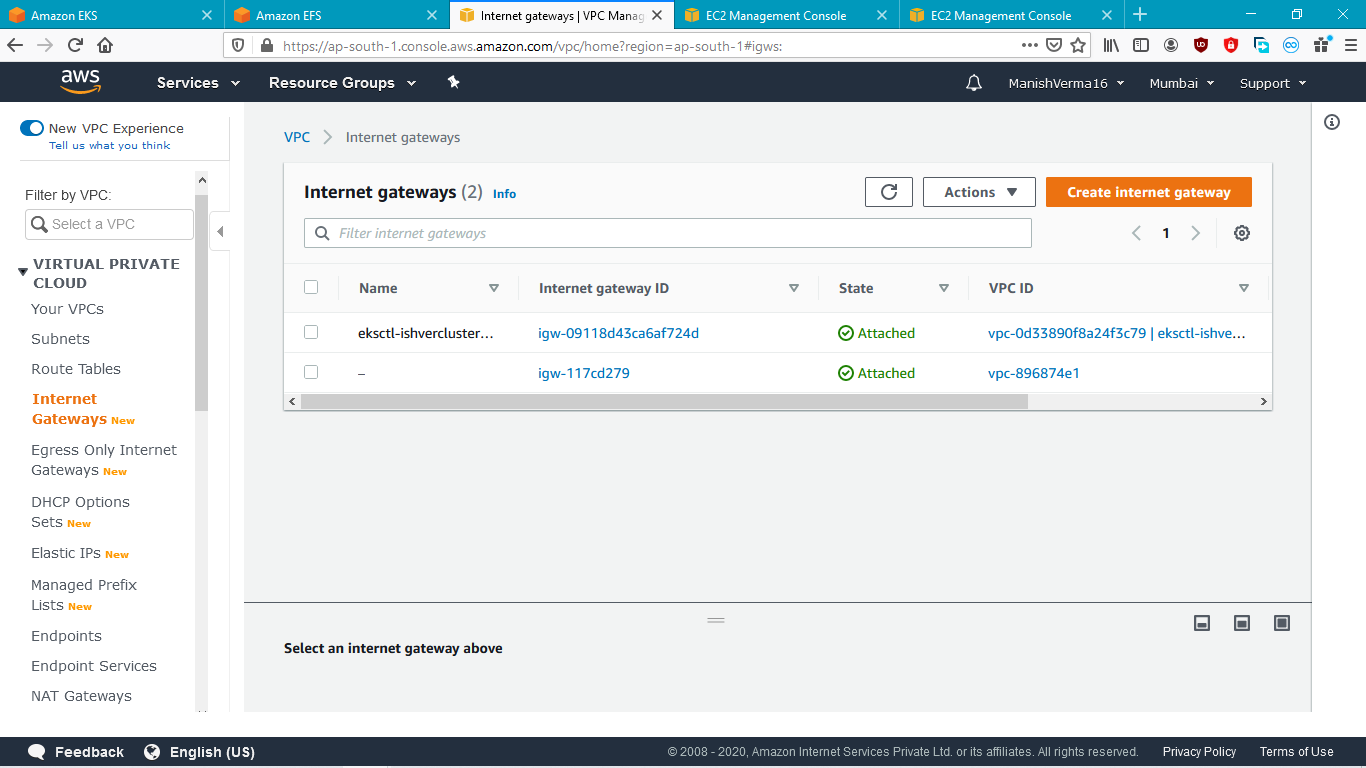 Amazon EKS
Amazon EFS
Internet gateways | VPC Manag
EC2 Management Console
EC2 Management Console
https://ap-south-1.console.aws.amazon.com/vpc/home?region=ap-south-1#igws:
aws
Services
Resource Groups
ManishVerma16
Mumbai
Support
New VPC Experience
Tell us what you think
Filter by VPC:
Select a VPC
VIRTUAL PRIVATE
CLOUD
Your VPCs
Subnets
Route Tables
Internet
Gateways New
Egress Only Internet
Gateways New
DHCP Options
Sets New
Elastic IPs New
Managed Prefix
Lists New
Endpoints
Endpoint Services
NAT Gateways
VPC > Internet gateways
Internet gateways (2) Info
Actions
Create internet gateway
Filter internet gateways
1
Name Internet gateway ID State VPC ID
eksctl-ishvercluster… igw-09118d43ca6af724d Attached vpc-0d33890f8a24f3c79 | eksctl-ishve…
– igw-117cd279 Attached vpc-896874e1
Select an internet gateway above
Feedback
English (US)
© 2008 - 2020, Amazon Internet Services Private Ltd. or its affiliates. All rights reserved.
Privacy Policy
Terms of Use